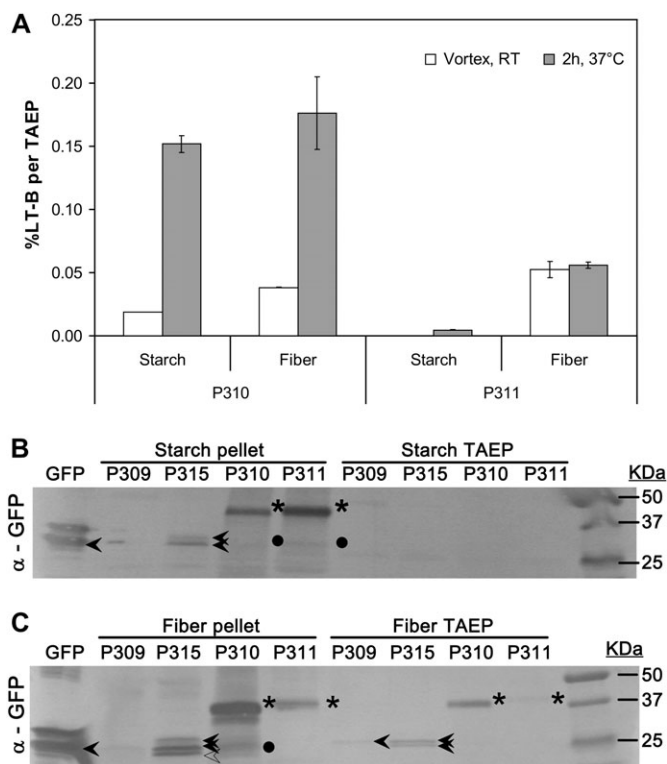 A
0.25
0.20
0.15
0.10
0.05
0.00
%LT-B per TAEP
Vortex, RT 2h, 37°C
Starch Fiber Starch Fiber
P310 P311
B
Starch pellet Starch TAEP
GFP P309 P315 P310 P311 P309 P315 P310 P311 KDa
α - GFP
* *
50
37
25
C
Fiber pellet Fiber TAEP
GFP P309 P315 P310 P311 P309 P315 P310 P311 KDa
α - GFP
* * * *
50
37
25